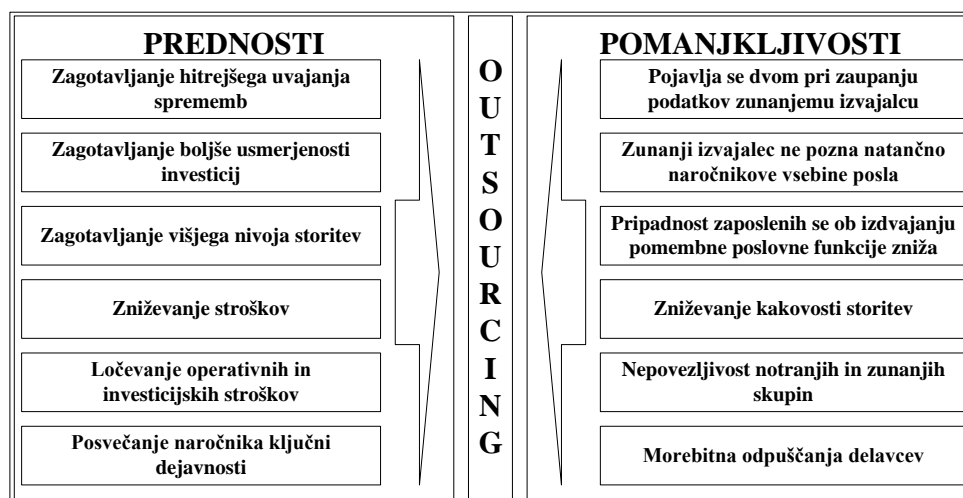 PREDNOSTI
Zagotavljanje hitrejšega uvajanja
sprememb
Zagotavljanje boljše usmerjenosti
investicij
Zagotavljanje višjega nivoja storitev
Zniževanje stroškov
Ločevanje operativnih in
investicijskih stroškov
Posvečanje naročnika ključni
dejavnosti
O
U
T
S
O
U
R
C
I
N
G
POMANJKLJIVOSTI
Pojavlja se dvom pri zaupanju
podatkov zunanjemu izvajalcu
Zunanji izvajalec ne pozna natančno
naročnikove vsebine posla
Pripadnost zaposlenih se ob izdvajanju
pomembne poslovne funkcije zniža
Zniževanje kakovosti storitev
Nepovezljivost notranjih in zunanjih
skupin
Morebitna odpuščanja delavcev